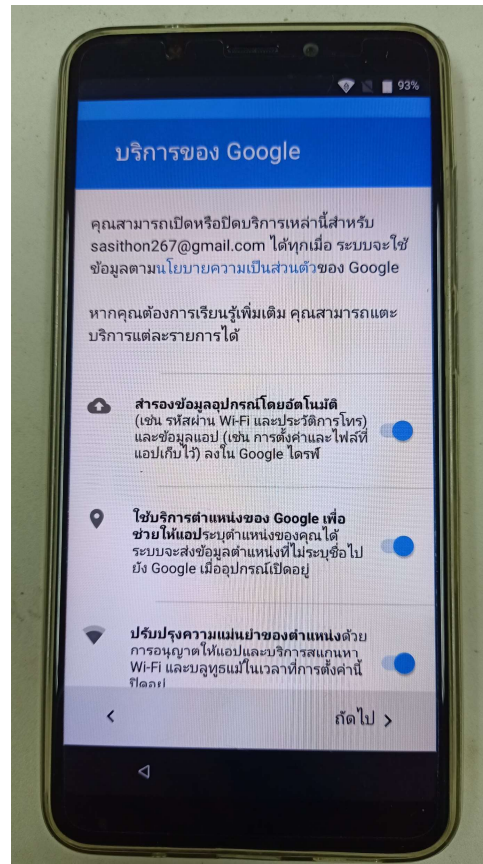 93%
บริการของ Google
คุณสามารถเปิดหรือปิดบริการเหล่านี้สำหรับ
sasithon267@gmail.com ได้ทุกเมื่อ ระบบจะใช้
ข้อมูลตามนโยบายความเป็นส่วนตัวของ Google
หากคุณต้องการเรียนรู้เพิ่มเติม คุณสามารถแตะ
บริการแต่ละรายการได้
สำรองข้อมูลอุปกรณ์โดยอัตโนมัติ
(เช่น รหัสผ่าน Wi-Fi และประวัติการโทร)
และข้อมูลแอป (เช่น การตั้งค่าและไฟล์ที่
แอปเก็บไว้) ลงใน Google ไดรฟ์
ใช้บริการตำแหน่งของ Google เพื่อ
ช่วยให้แอประบุตำแหน่งของคุณได้
ระบบจะส่งข้อมูลตำแหน่งที่ไม่ระบุชื่อไป
ยัง Google เมื่ออุปกรณ์เปิดอยู่
ปรับปรุงความแม่นยำของตำแหน่งด้วย
การอนุญาตให้แอปและบริการสแกนหา
Wi-Fi และบลูทูธแม้ในเวลาที่การตั้งค่านี้
ปิดอยู่
ถัดไป